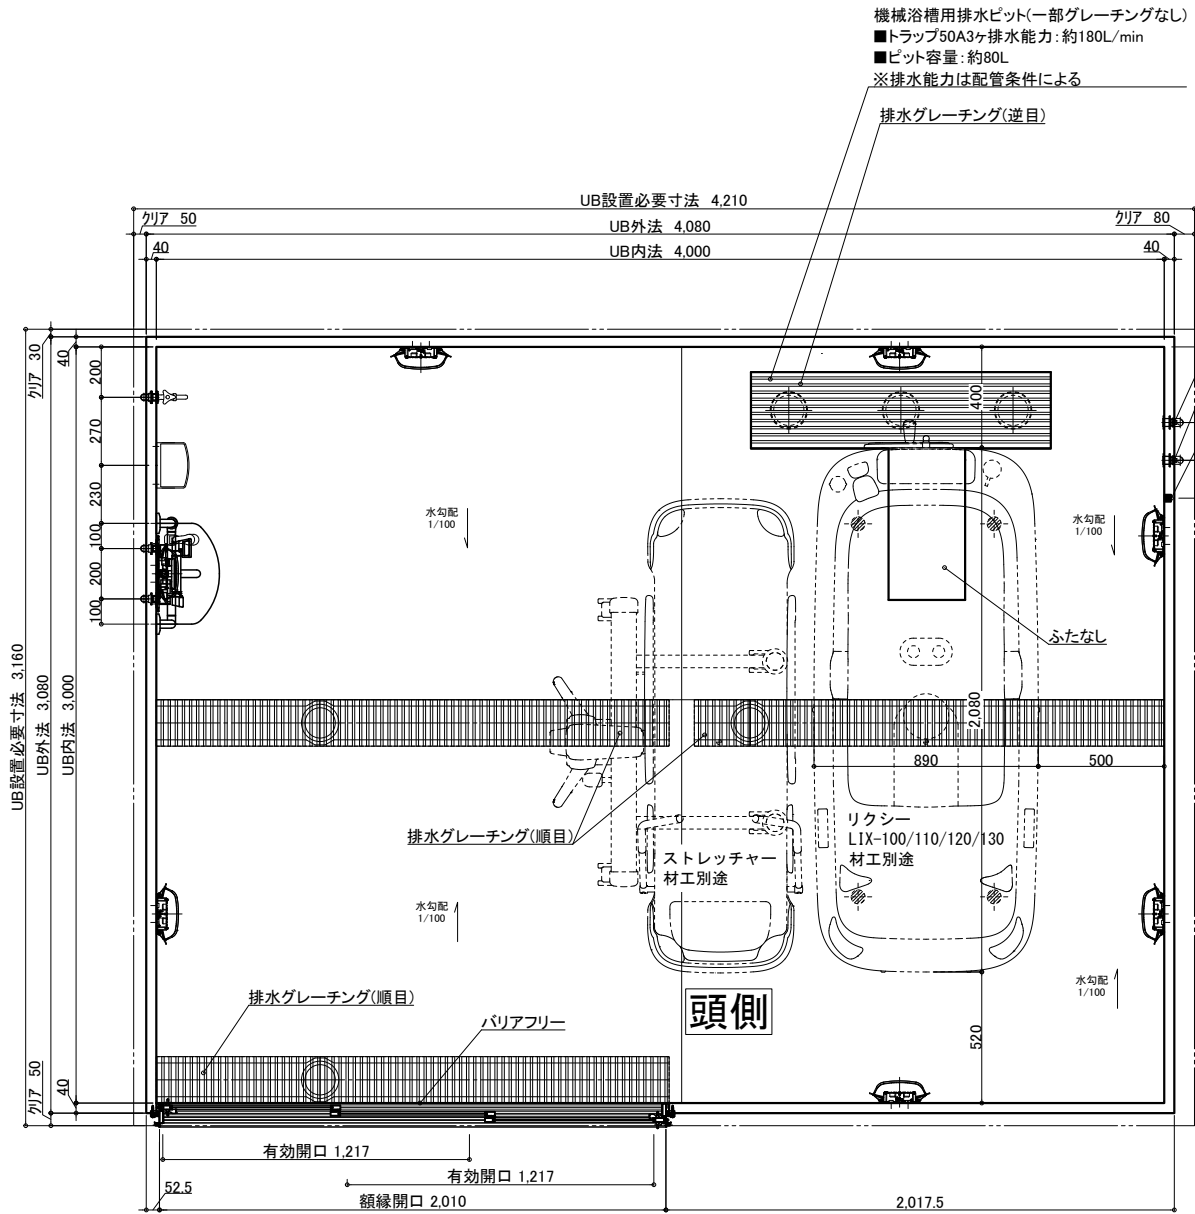 機械浴槽用排水ピット(一部グレーチングなし)
■トラップ50A3ヶ排水能力:約180L/min
■ピット容量:約80L
※排水能力は配管条件による
排水グレーチング(逆目)
UB設置必要寸法 4,210
クリア 50
UB外法 4,080
クリア 80
40
UB内法 4,000
40
クリア 30
40
200
270
230
100
200
100
400
水勾配
1/100
水勾配
1/100
ふたなし
UB設置必要寸法 3,160
UB外法 3,080
UB内法 3,000
2,080
890
500
排水グレーチング(順目)
ストレッチャー
材工別途
リクシー
LIX-100/110/120/130
材工別途
水勾配
1/100
水勾配
1/100
排水グレーチング(順目)
バリアフリー
頭側
520
クリア 50
40
有効開口 1,217
有効開口 1,217
52.5
額縁開口 2,010
2,017.5